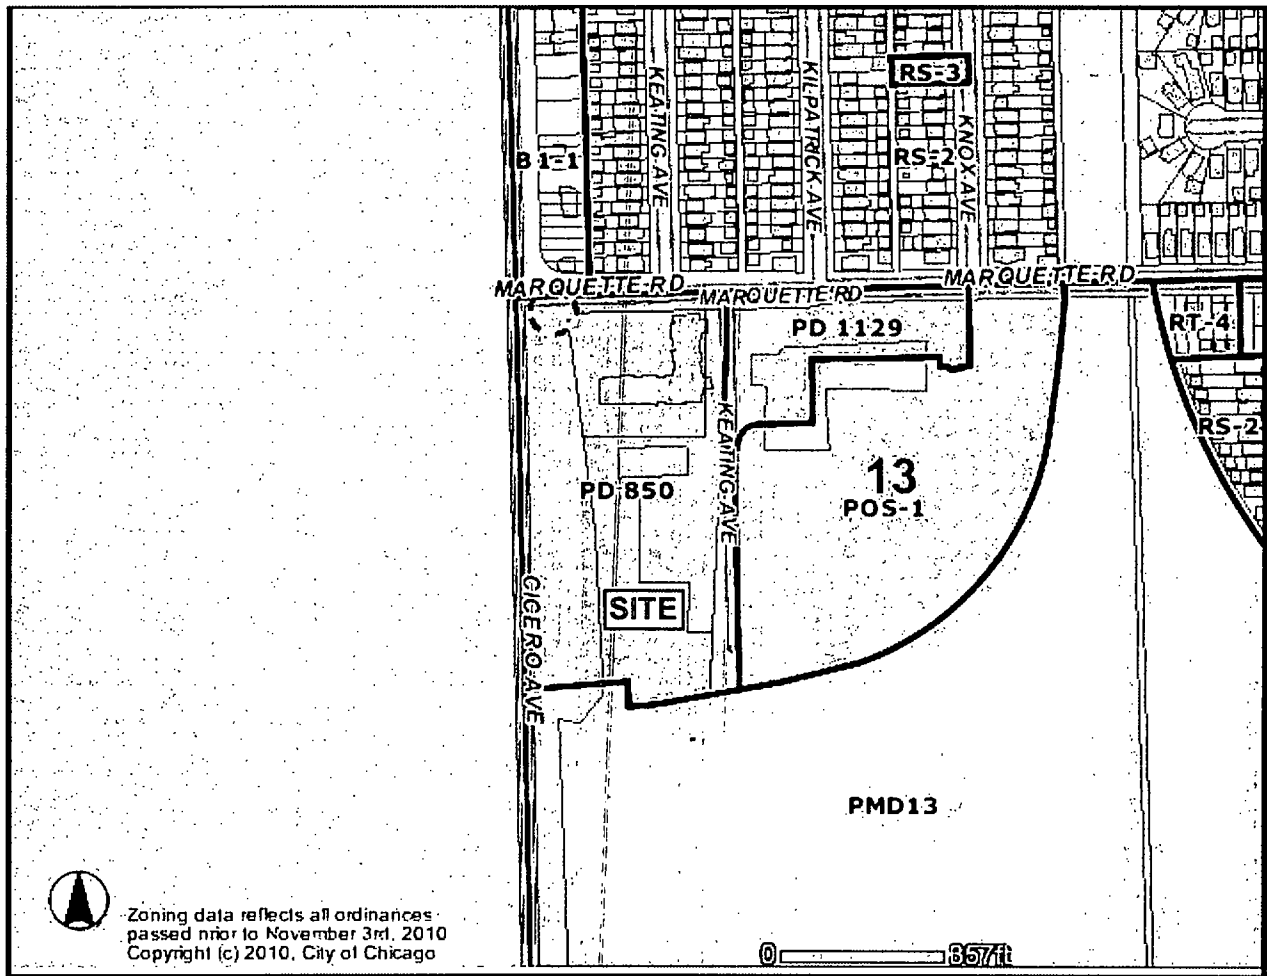 RS-3
KEATING AVE
KILPATRICK AVE
KNOX AVE
B 1-1
RS-2
MARQUETTE RD
MARQUETTE RD
MARQUETTE RD
PD 1129
RT-4
KEATING AVE
RS-2
13
POS-1
PD 850
SITE
CICERO AVE
PMD13
Zoning data reflects all ordinances
passed prior to November 3rd, 2010
Copyright (c) 2010, City of Chicago
0 857ft